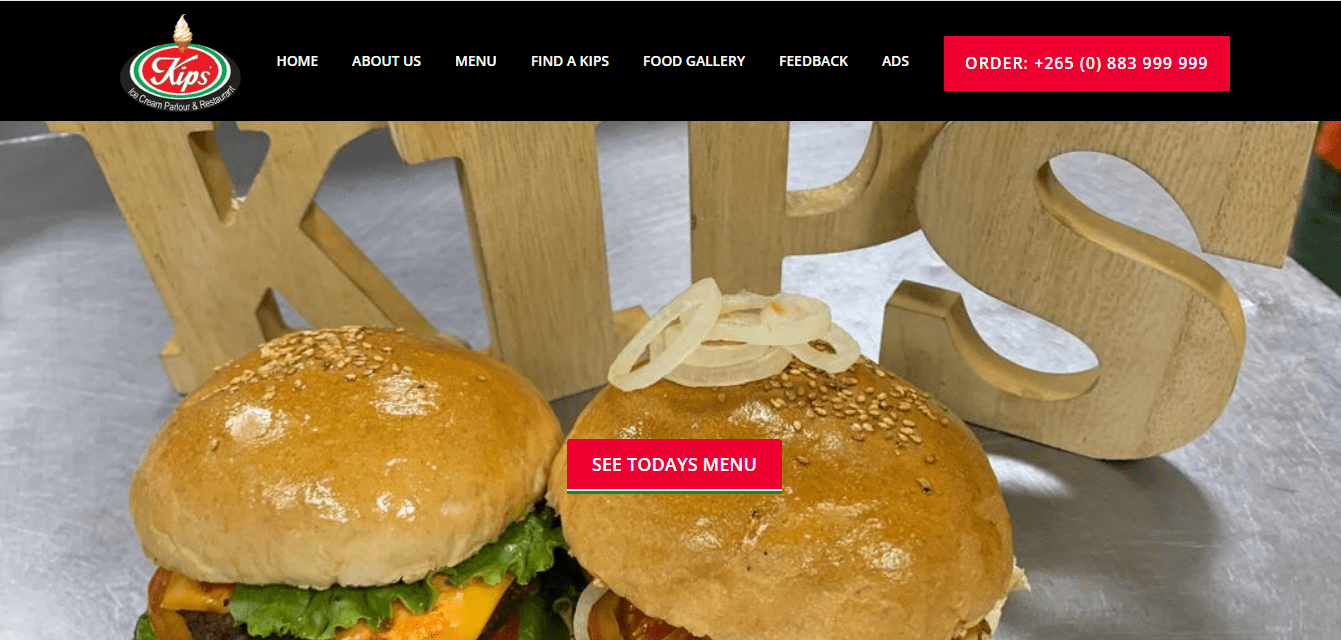 Kips
Ice Cream Parlour & Restaurant
HOME
ABOUT US
MENU
FIND A KIPS
FOOD GALLERY
FEEDBACK
ADS
ORDER: +265 (0) 883 999 999
KIPS
SEE TODAYS MENU